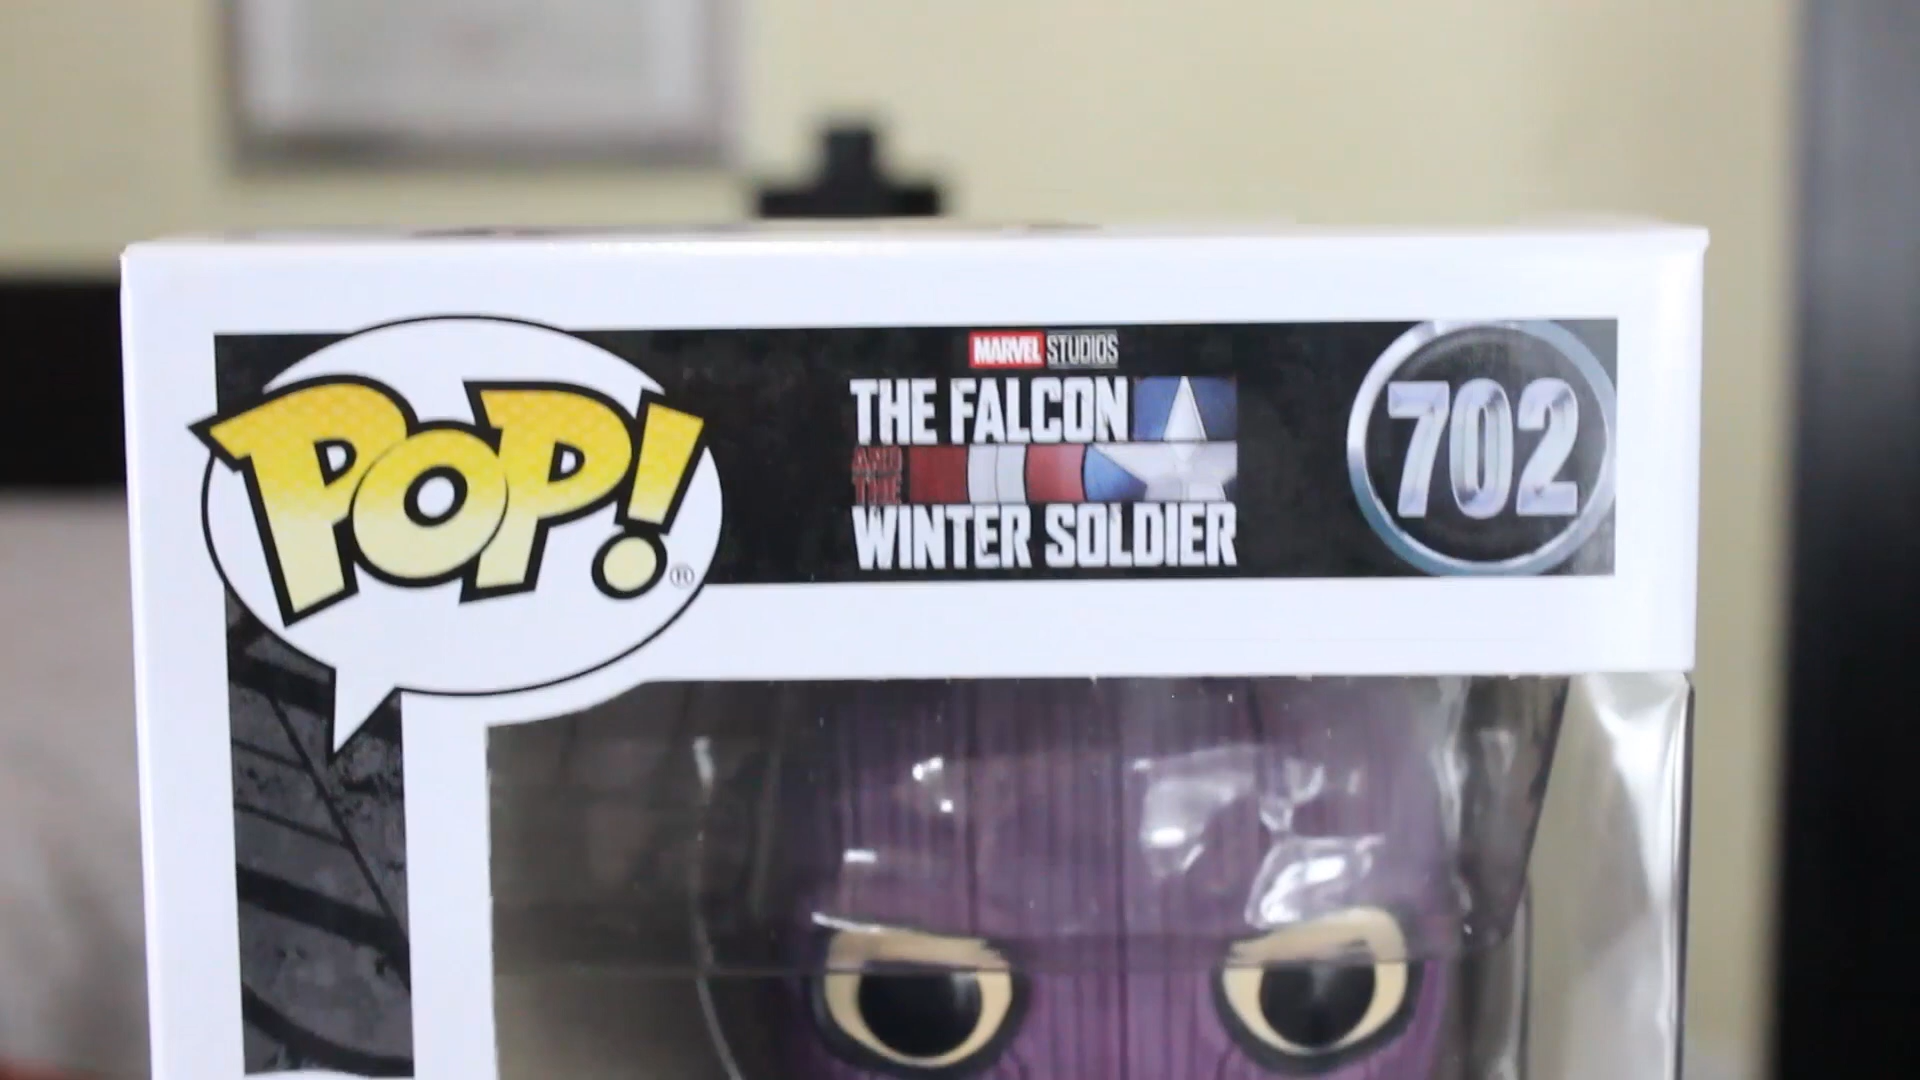 POP!
®
MARVEL STUDIOS
THE FALCON
AND THE
WINTER SOLDIER
702